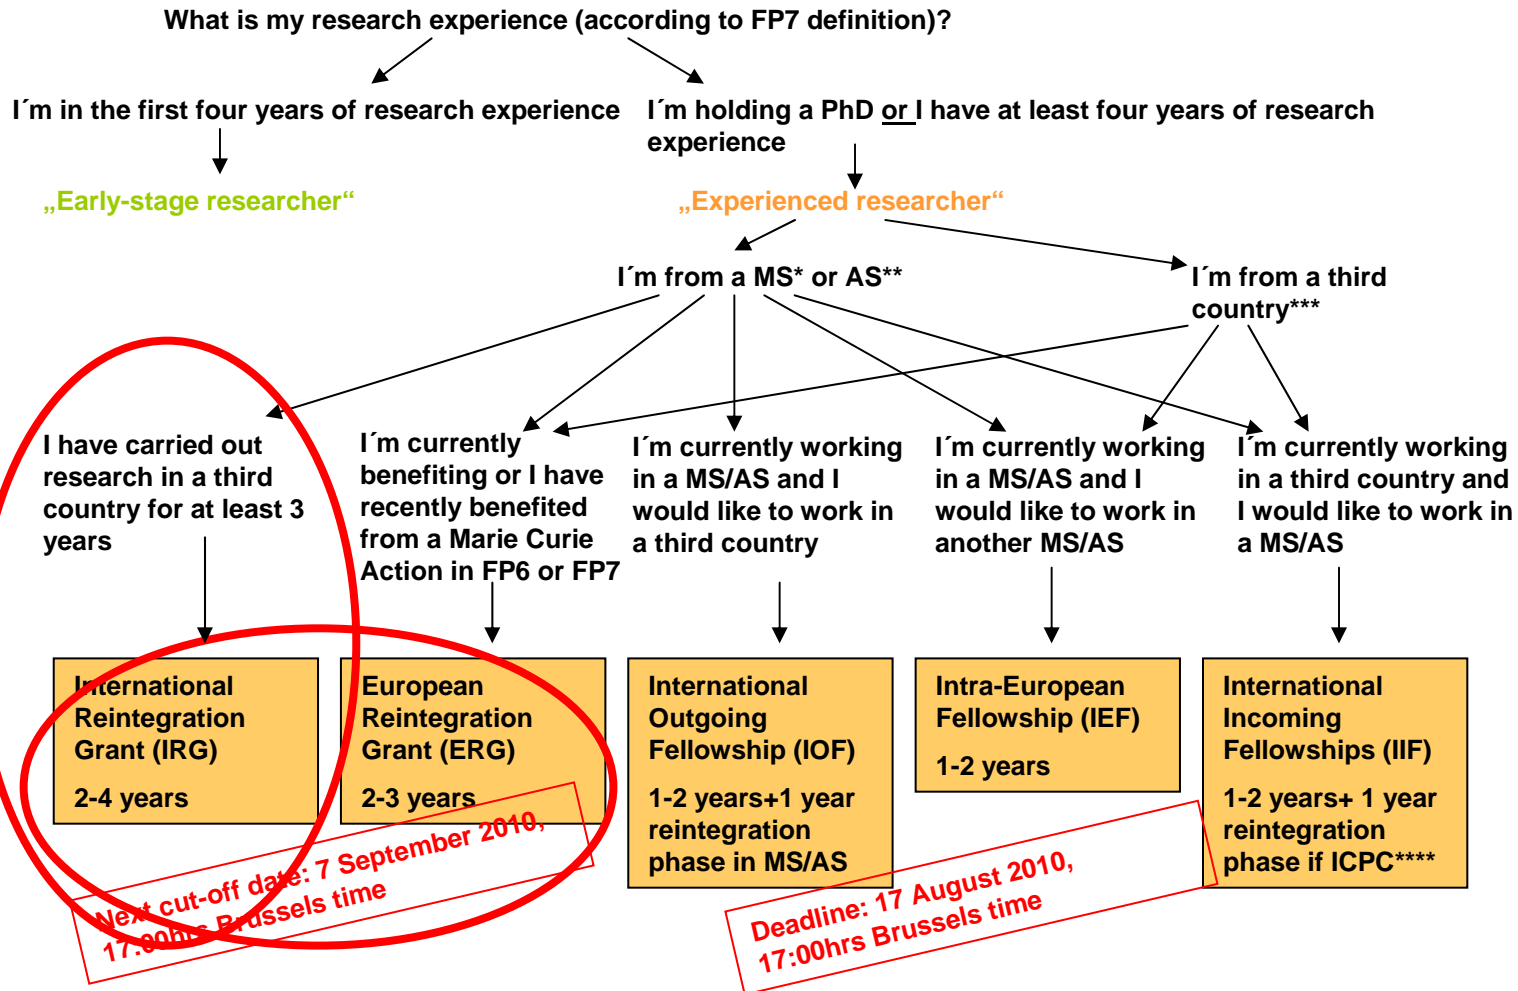 What is my research experience (according to FP7 definition)?
I´m in the first four years of research experience
I´m holding a PhD or I have at least four years of research
experience
„Early-stage researcher“
„Experienced researcher“
I´m from a MS* or AS**
I´m from a third
country***
I have carried out
research in a third
country for at least 3
years
I´m currently
benefiting or I have
recently benefited
from a Marie Curie
Action in FP6 or FP7
I´m currently working
in a MS/AS and I
would like to work in
a third country
I´m currently working
in a MS/AS and I
would like to work in
another MS/AS
I´m currently working
in a third country and
I would like to work in
a MS/AS
International
Reintegration
Grant (IRG)
2-4 years
European
Reintegration
Grant (ERG)
2-3 years
International
Outgoing
Fellowship (IOF)
1-2 years+1 year
reintegration
phase in MS/AS
Intra-European
Fellowship (IEF)
1-2 years
International
Incoming
Fellowships (IIF)
1-2 years+ 1 year
reintegration
phase if ICPC****
Next cut-off date: 7 September 2010,
17:00hrs Brussels time
Deadline: 17 August 2010,
17:00hrs Brussels time